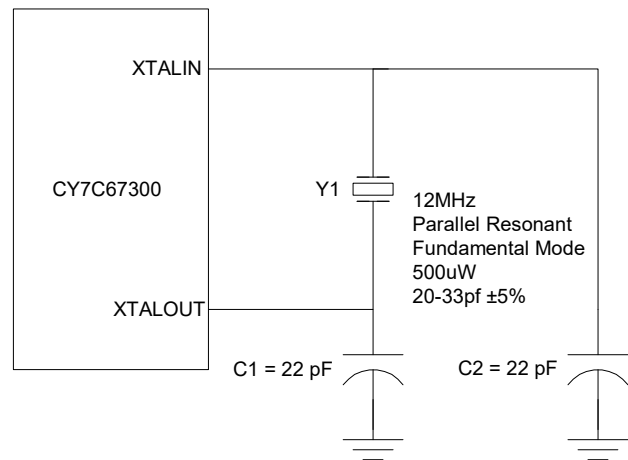 XTALIN
CY7C67300
Y1
12MHz
Parallel Resonant
Fundamental Mode
500uW
20-33pf ±5%
XTALOUT
C1 = 22 pF
C2 = 22 pF